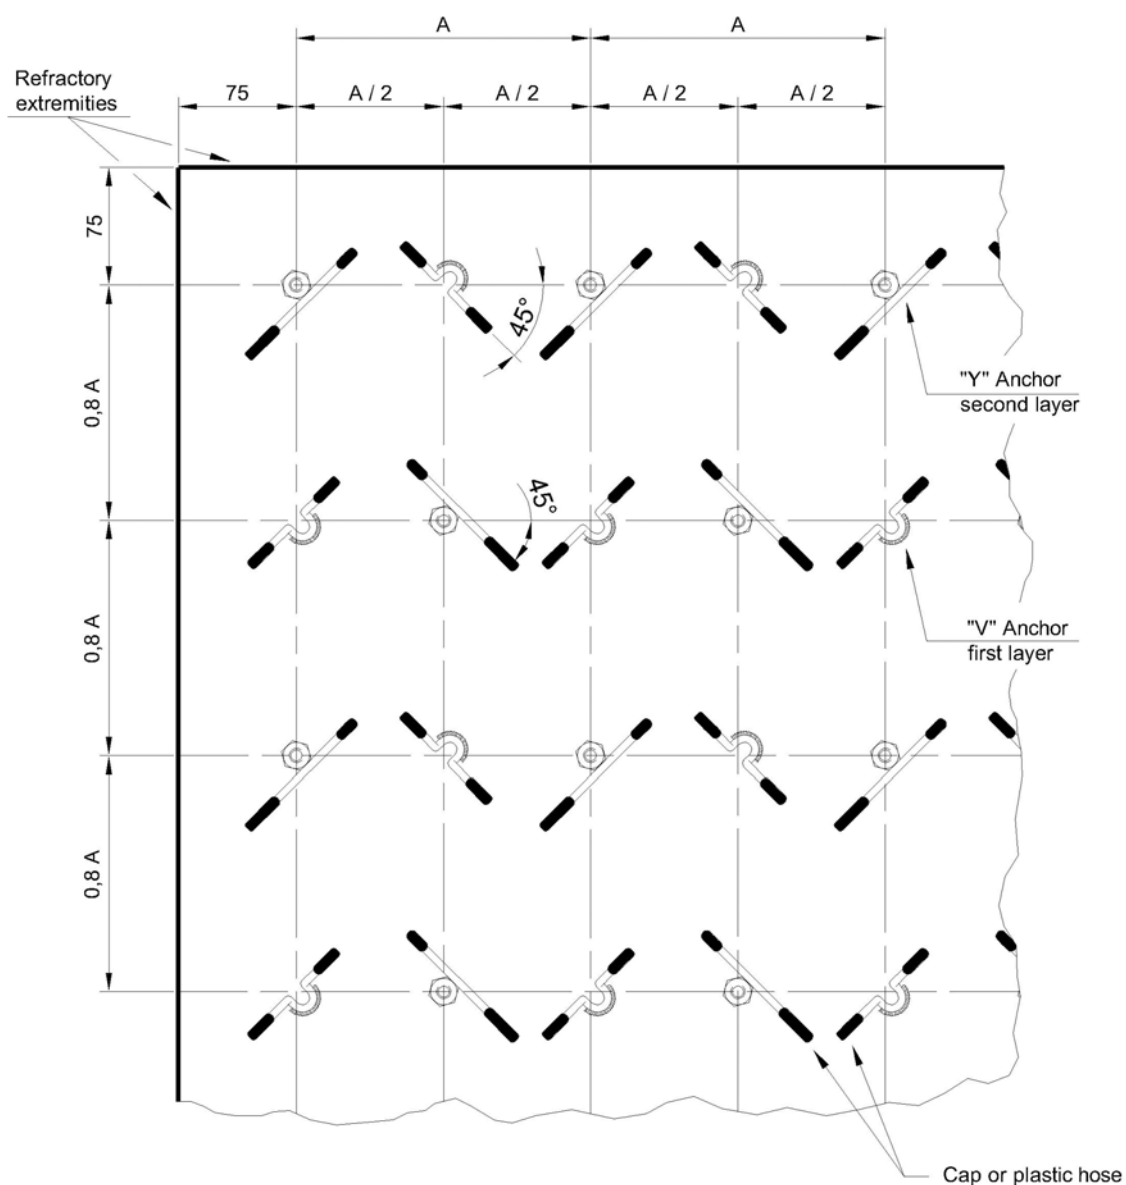 A
A
Refractory
extremities
75
A / 2
A / 2
A / 2
A / 2
75
45°
0,8 A
"Y" Anchor
second layer
45°
0,8 A
"V" Anchor
first layer
0,8 A
Cap or plastic hose